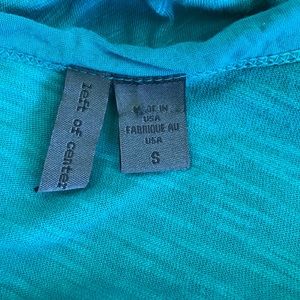 left of center
MADE IN
USA
FABRIQUE AU
USA
S